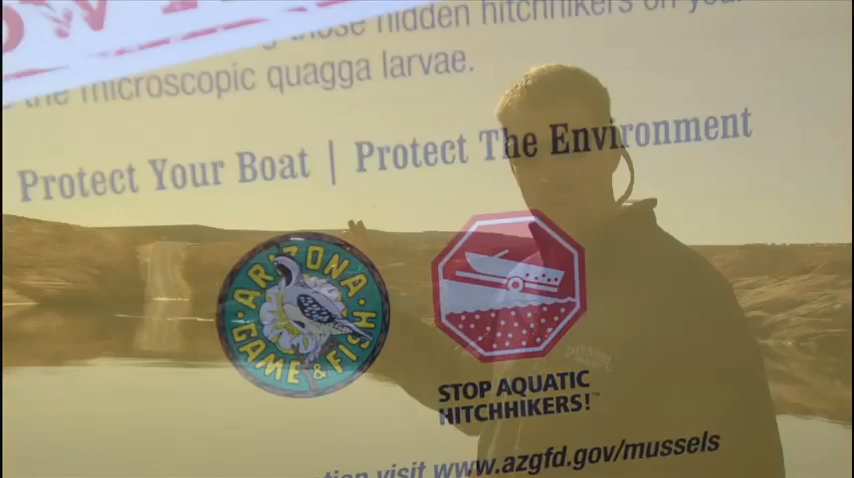 those hidden hitchhikers on
the microscopic quagga larvae.
Protect Your Boat | Protect The Environment
ARIZONA
GAME & FISH
STOP AQUATIC
HITCHHIKERS!™
visit www.azgfd.gov/mussels